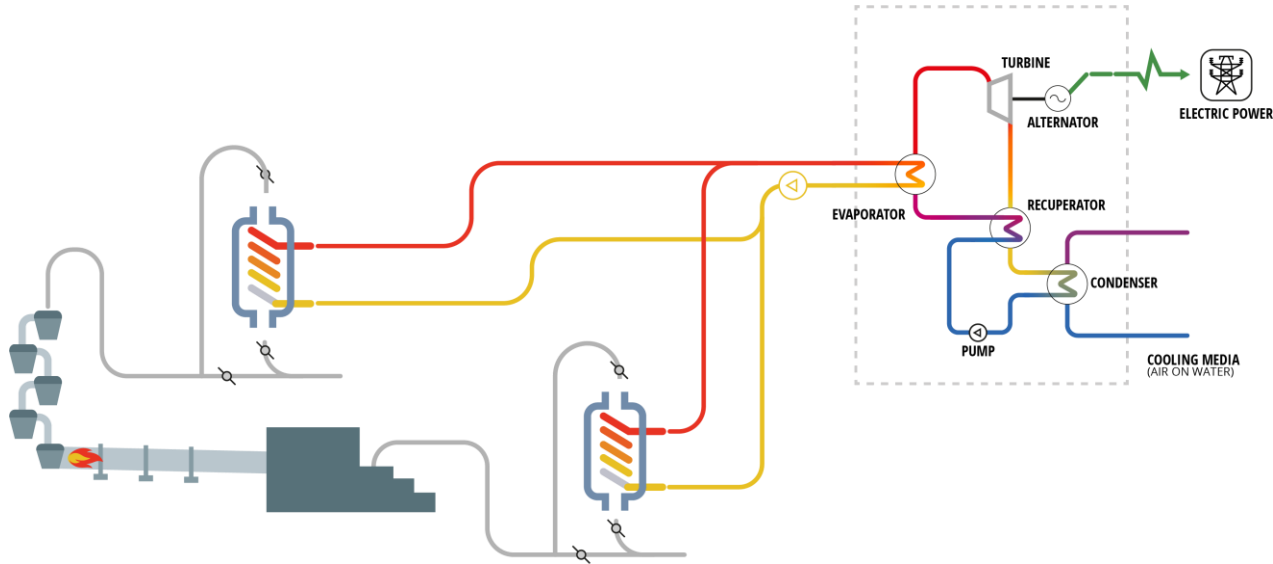 TURBINE
ELECTRIC POWER
ALTERNATOR
EVAPORATOR
RECUPERATOR
CONDENSER
PUMP
COOLING MEDIA
(AIR ON WATER)